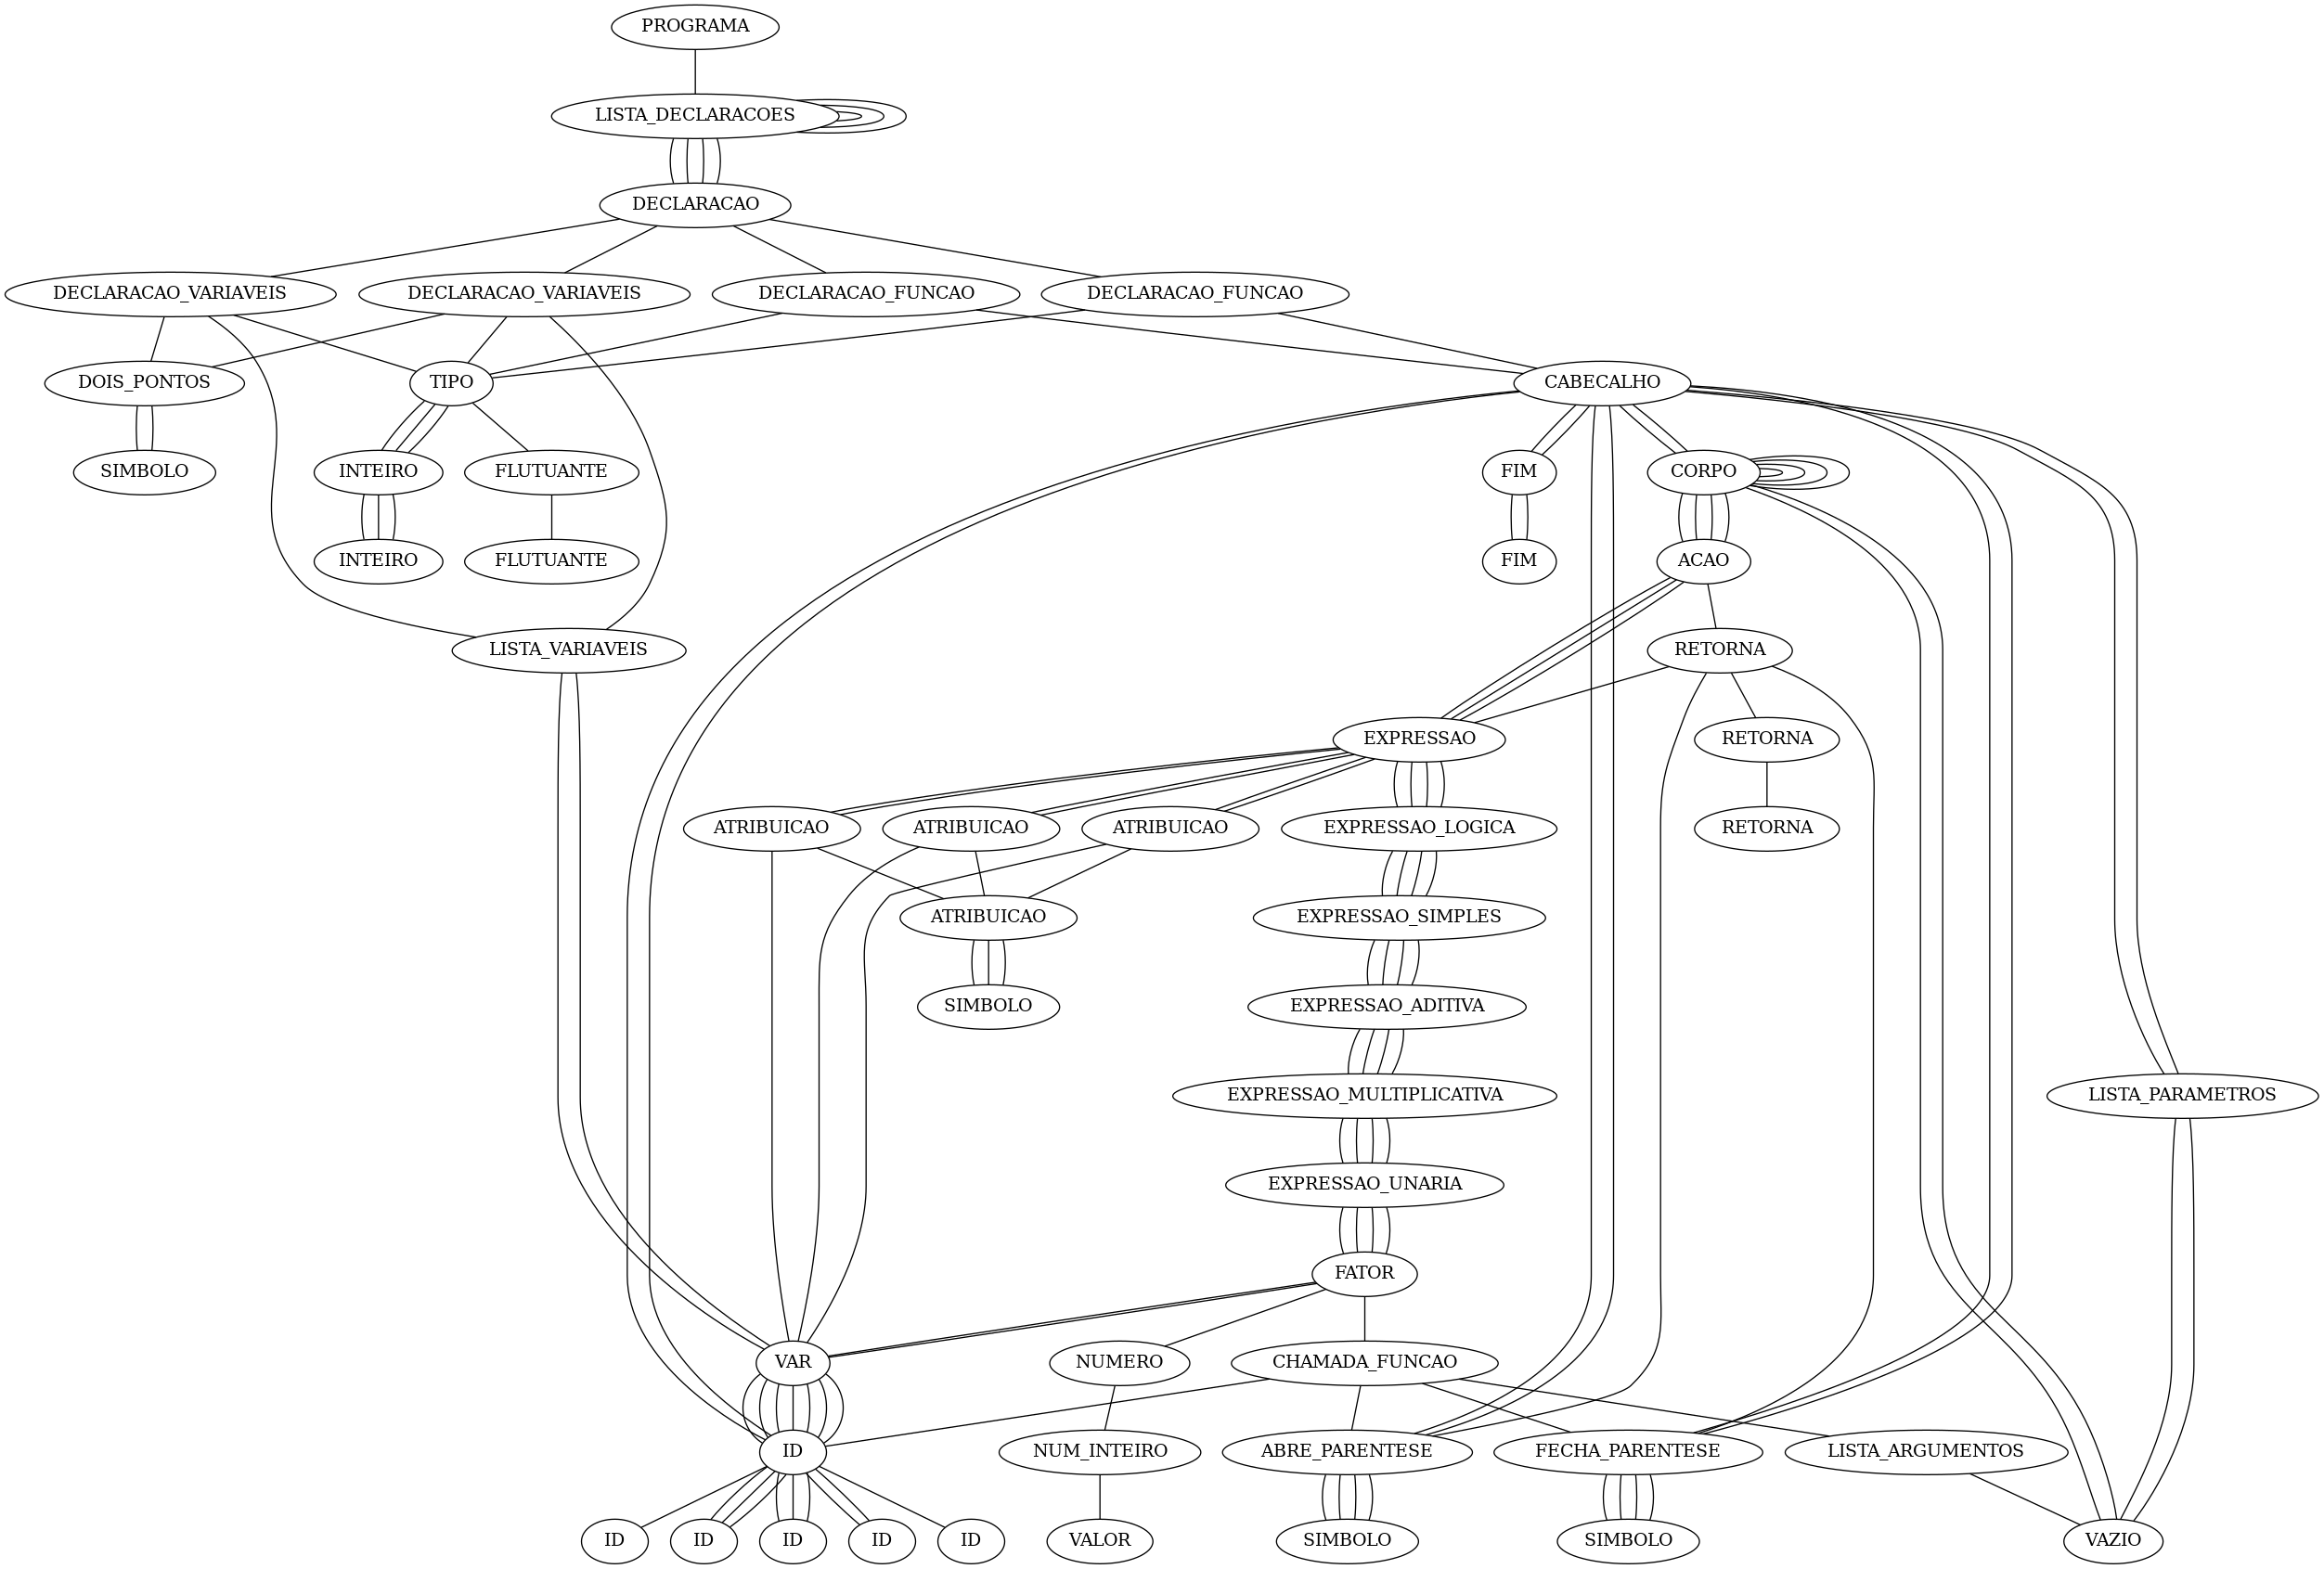 PROGRAMA
LISTA_DECLARACOES
DECLARACAO
DECLARACAO_VARIAVEIS
DECLARACAO_VARIAVEIS
DECLARACAO_FUNCAO
DECLARACAO_FUNCAO
DOIS_PONTOS
TIPO
CABECALHO
SIMBOLO
INTEIRO
FLUTUANTE
FIM
CORPO
INTEIRO
FLUTUANTE
FIM
ACAO
LISTA_VARIAVEIS
RETORNA
EXPRESSAO
RETORNA
ATRIBUICAO
ATRIBUICAO
ATRIBUICAO
EXPRESSAO_LOGICA
RETORNA
ATRIBUICAO
EXPRESSAO_SIMPLES
SIMBOLO
EXPRESSAO_ADITIVA
EXPRESSAO_MULTIPLICATIVA
LISTA_PARAMETROS
EXPRESSAO_UNARIA
FATOR
VAR
NUMERO
CHAMADA_FUNCAO
ID
NUM_INTEIRO
ABRE_PARENTESE
FECHA_PARENTESE
LISTA_ARGUMENTOS
ID
ID
ID
ID
ID
VALOR
SIMBOLO
SIMBOLO
VAZIO